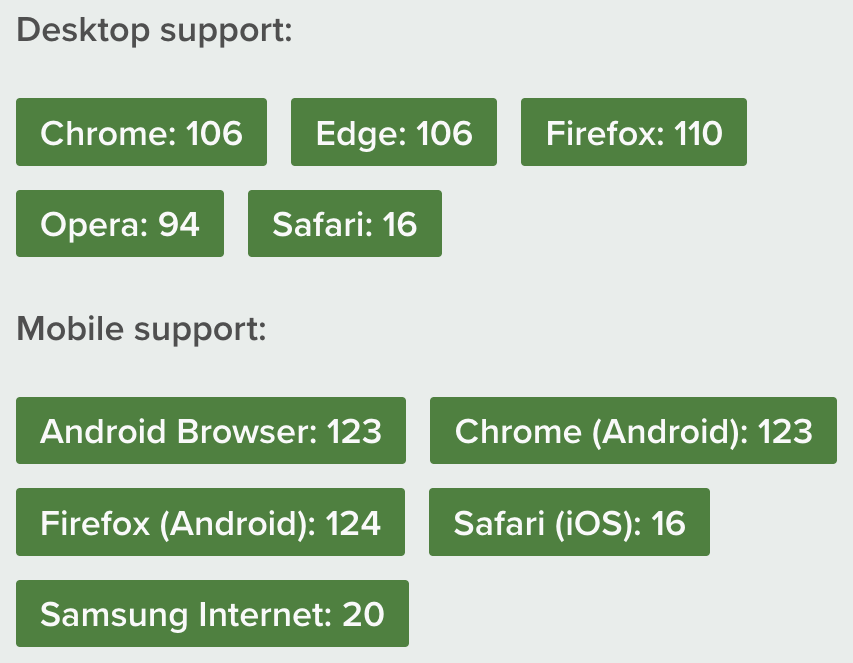 Desktop support:
Chrome: 106 Edge: 106 Firefox: 110
Opera: 94 Safari: 16
Mobile support:
Android Browser: 123 Chrome (Android): 123
Firefox (Android): 124 Safari (iOS): 16
Samsung Internet: 20